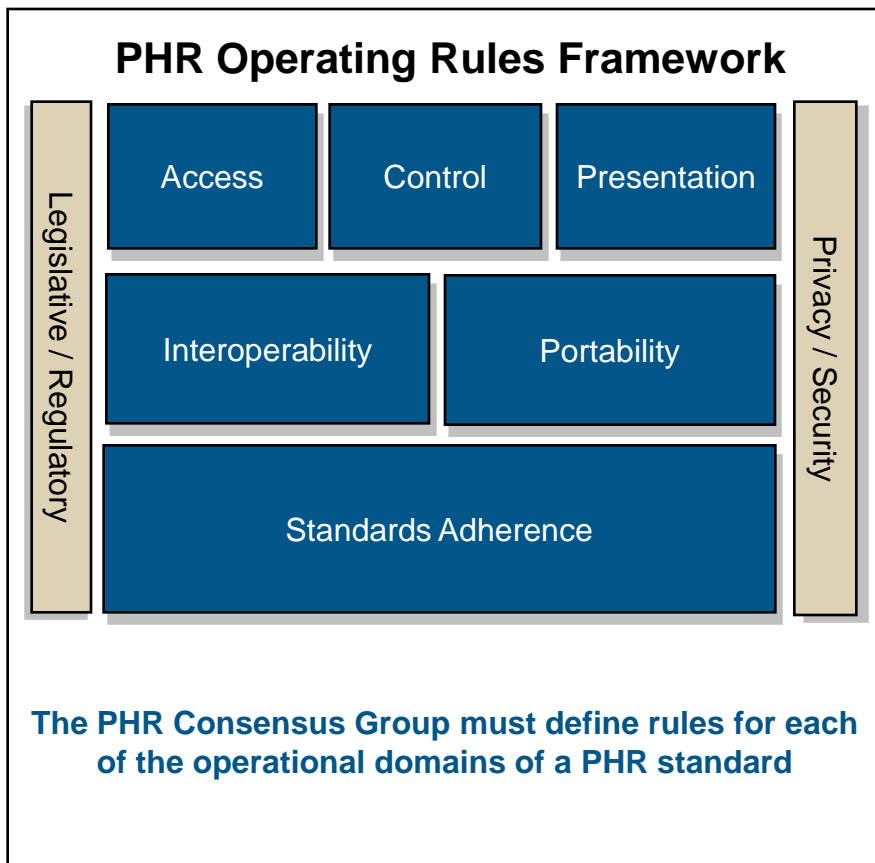 PHR Operating Rules Framework
Legislative / Regulatory
Access
Control
Presentation
Privacy / Security
Interoperability
Portability
Standards Adherence
The PHR Consensus Group must define rules for each
of the operational domains of a PHR standard